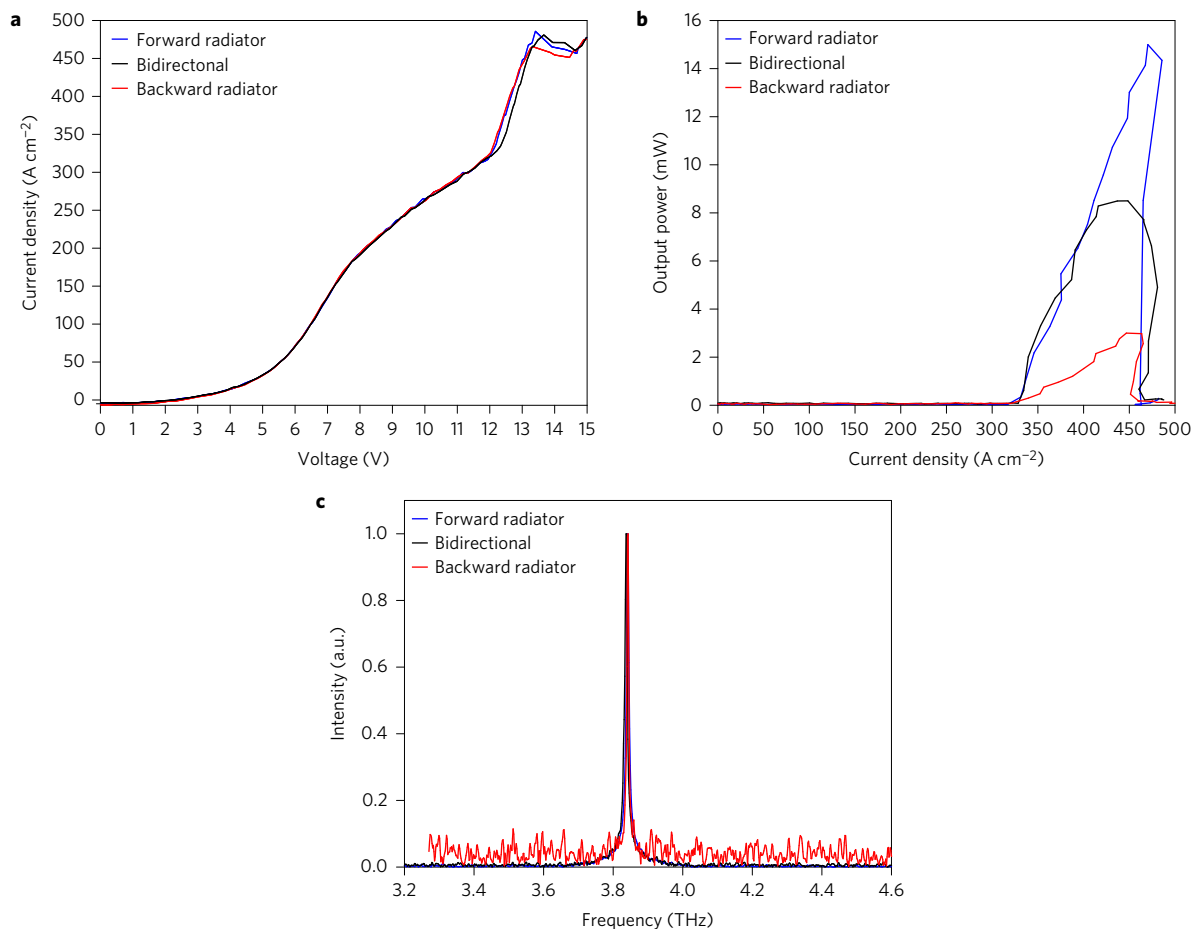 a
500
450
400
350
300
250
200
150
100
50
0
Current density (A cm−2)
Forward radiator
Bidirectonal
Backward radiator
0 1 2 3 4 5 6 7 8 9 10 11 12 13 14 15
Voltage (V)
b
16
14
12
10
8
6
4
2
0
Output power (mW)
Forward radiator
Bidirectional
Backward radiator
0 50 100 150 200 250 300 350 400 450 500
Current density (A cm−2)
c
1.0
0.8
0.6
0.4
0.2
0.0
Intensity (a.u.)
Forward radiator
Bidirectional
Backward radiator
3.2 3.4 3.6 3.8 4.0 4.2 4.4 4.6
Frequency (THz)